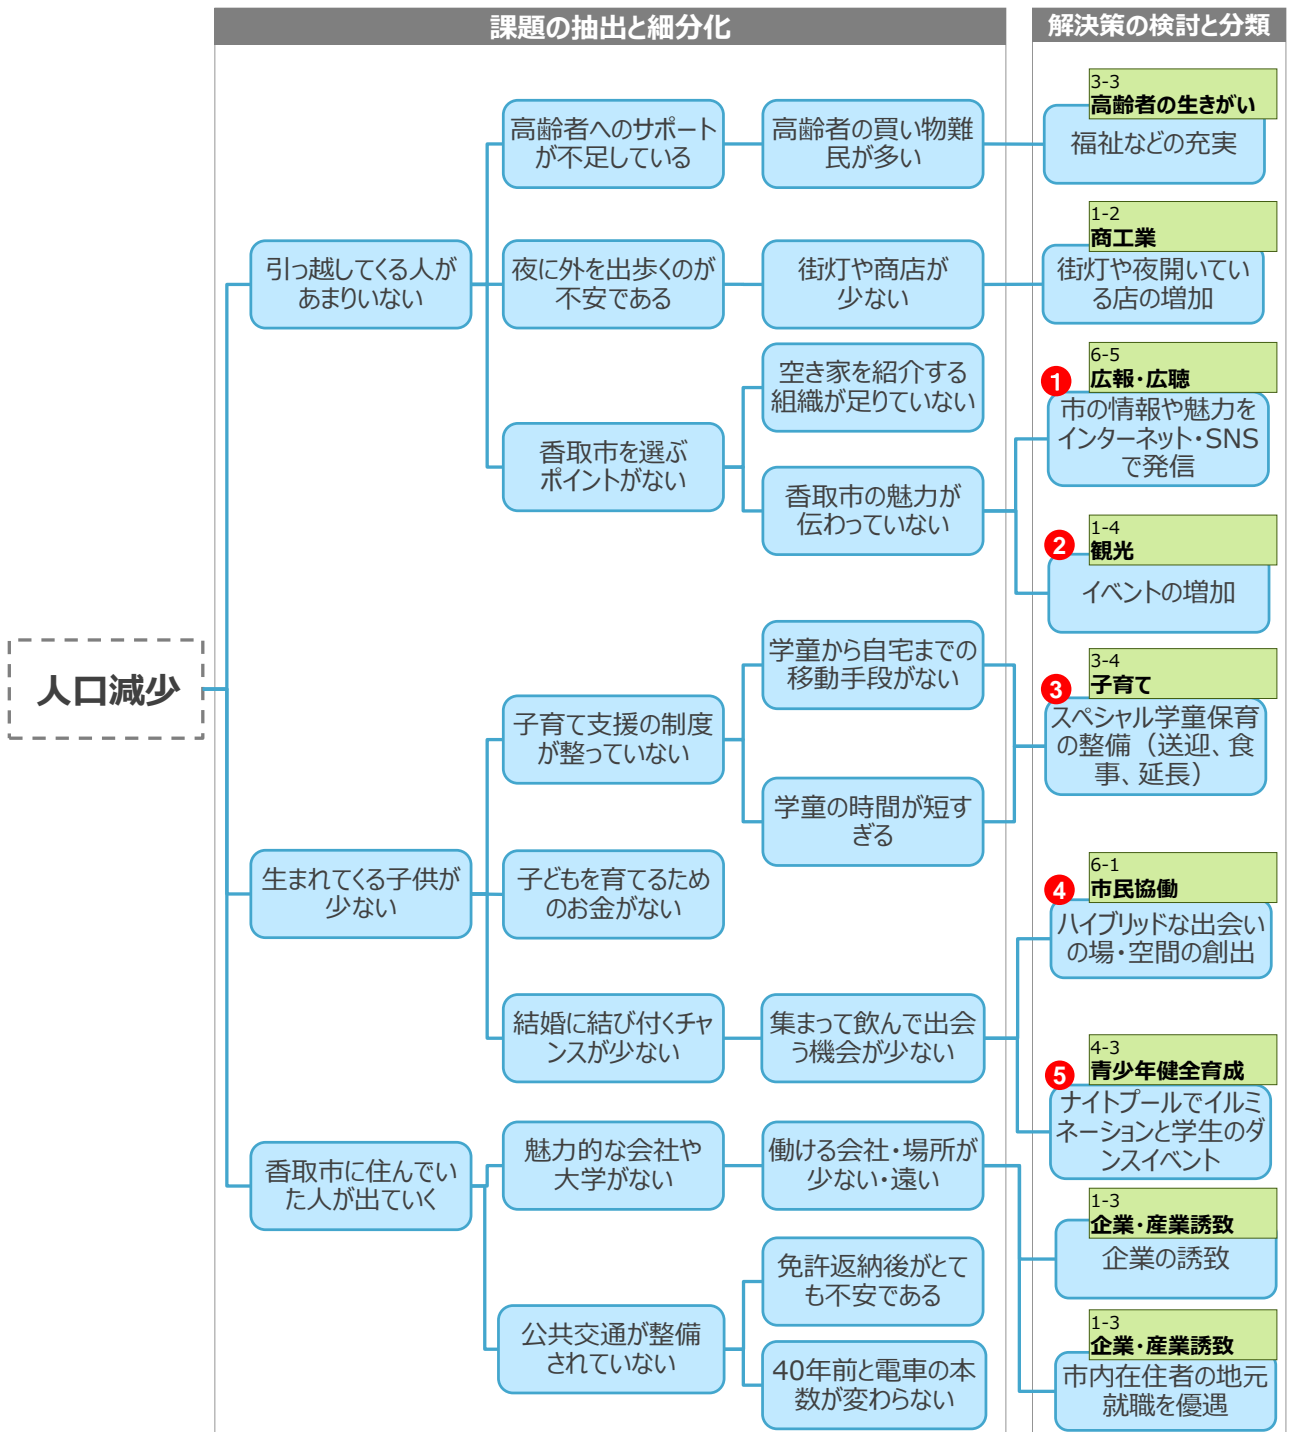 課題の抽出と細分化
解決策の検討と分類
人口減少
引っ越してくる人が
あまりいない
高齢者へのサポート
が不足している
高齢者の買い物難
民が多い
3-3
高齢者の生きがい
福祉などの充実
夜に外を出歩くのが
不安である
街灯や商店が
少ない
1-2
商工業
街灯や夜開いてい
る店の増加
香取市を選ぶ
ポイントがない
空き家を紹介する
組織が足りていない
香取市の魅力が
伝わっていない
6-5
広報・広聴
1
市の情報や魅力を
インターネット・SNS
で発信
1-4
観光
2
イベントの増加
生まれてくる子供が
少ない
子育て支援の制度
が整っていない
学童から自宅までの
移動手段がない
学童の時間が短す
ぎる
3-4
子育て
3
スペシャル学童保育
の整備（送迎、食
事、延長）
子どもを育てるため
のお金がない
結婚に結び付くチャ
ンスが少ない
集まって飲んで出会
う機会が少ない
6-1
市民協働
4
ハイブリッドな出会い
の場・空間の創出
4-3
青少年健全育成
5
ナイトプールでイルミ
ネーションと学生のダ
ンスイベント
香取市に住んでい
た人が出ていく
魅力的な会社や
大学がない
働ける会社・場所が
少ない・遠い
1-3
企業・産業誘致
企業の誘致
1-3
企業・産業誘致
市内在住者の地元
就職を優遇
公共交通が整備
されていない
免許返納後がとて
も不安である
40年前と電車の本
数が変わらない